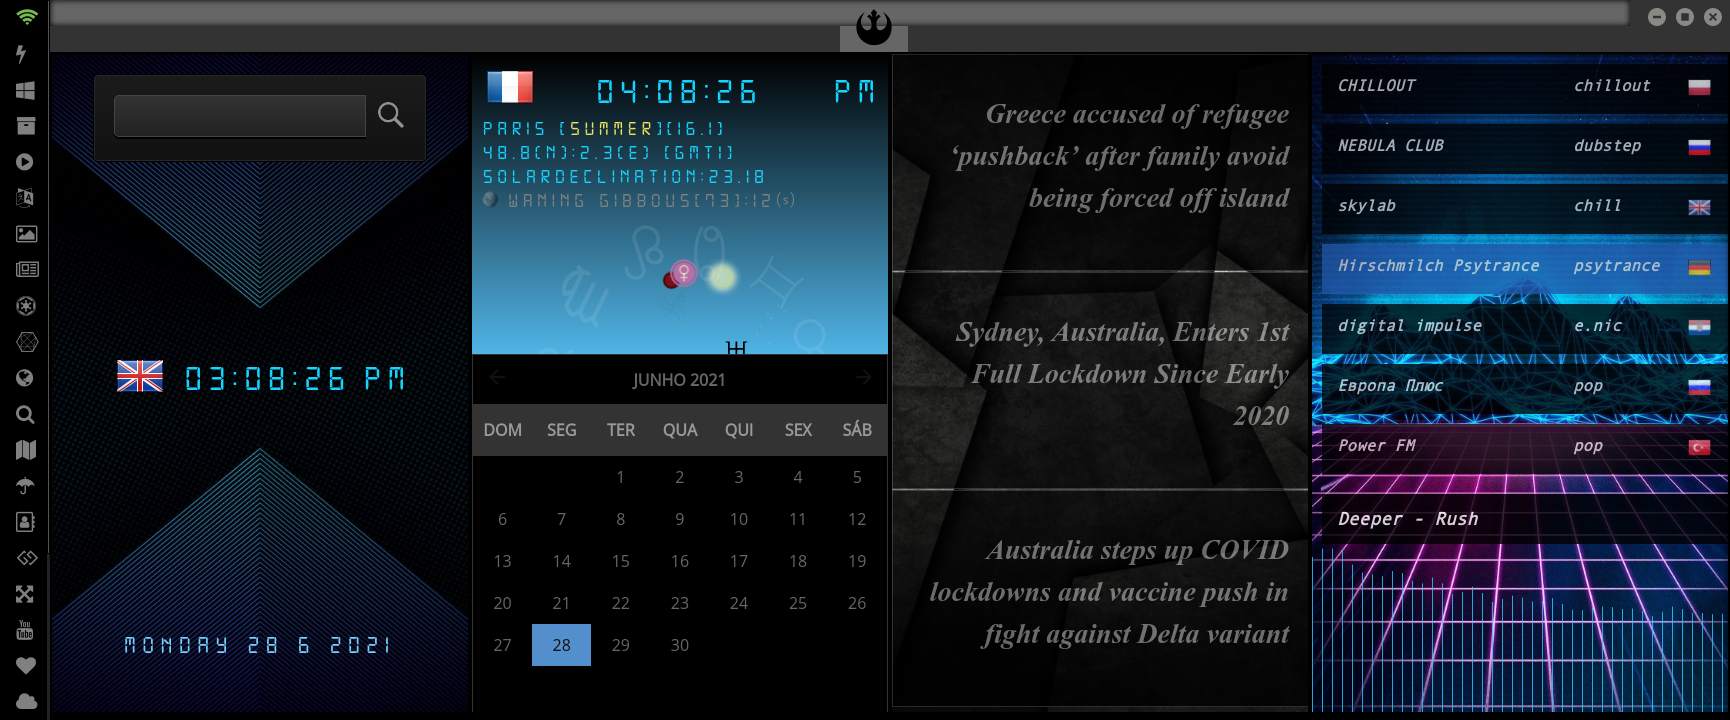 03:08:26 PM
MONDAY 28 6 2021
04:08:26 PM
PARIS [SUMMER][16.1]
48.8(N):2.3(E) [GMT1]
SOLARDECLINATION:23.18
WANING GIBBOUS[73]:12(s)
JUNHO 2021
DOM SEG TER QUA QUI SEX SÁB
1 2 3 4 5
6 7 8 9 10 11 12
13 14 15 16 17 18 19
20 21 22 23 24 25 26
27 28 29 30
Greece accused of refugee
‘pushback’ after family avoid
being forced off island
Sydney, Australia, Enters 1st
Full Lockdown Since Early
2020
Australia steps up COVID
lockdowns and vaccine push in
fight against Delta variant
CHILLOUT chillout
NEBULA CLUB dubstep
skylab chill
Hirschmilch Psytrance psytrance
digital impulse e.nic
Европа Плюс pop
Power FM pop
Deeper - Rush
You
Tube